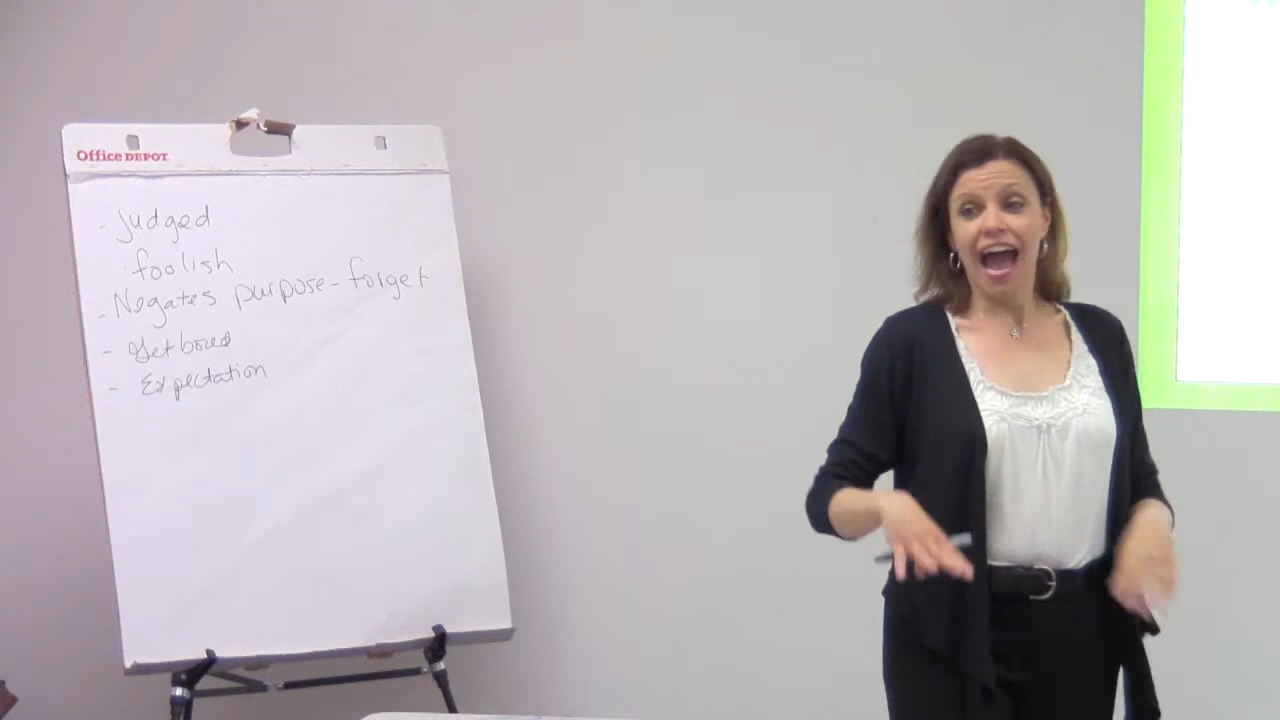 Office DEPOT
- Judged
foolish
- Negates purpose - forget
- Get bored
- Expectation